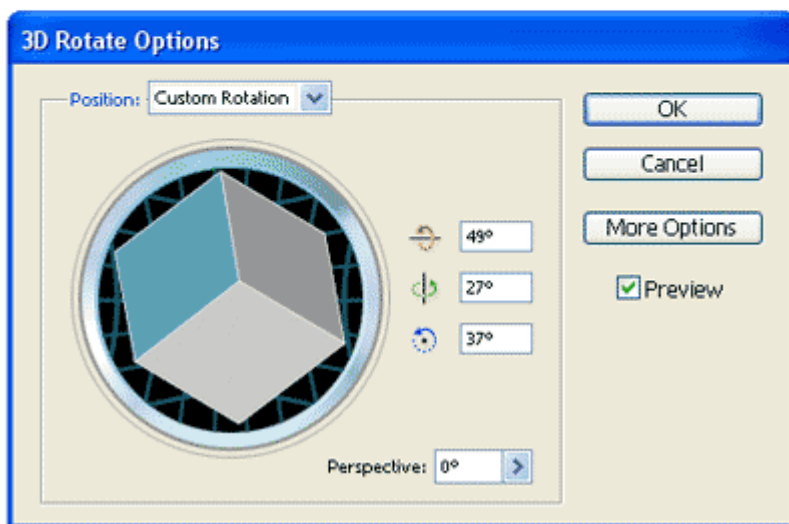 3D Rotate Options
Position: Custom Rotation
OK
Cancel
More Options
Preview
49°
27°
37°
Perspective: 0°